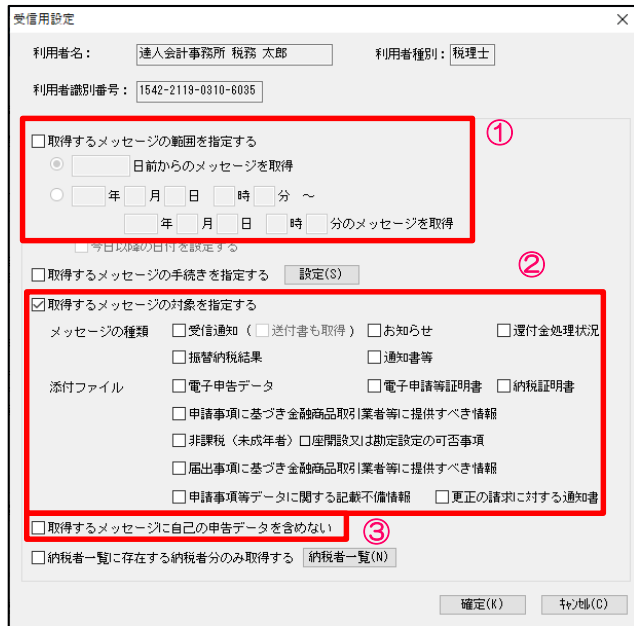 受信用設定
利用者名： 達人会計事務所 税務 太郎 利用者種別： 税理士
利用者識別番号： 1542-2119-0310-6035
①
取得するメッセージの範囲を指定する
日前からのメッセージを取得
年 月 日 時 分 ～
年 月 日 時 分のメッセージを取得
今日以降の日付を設定する
②
取得するメッセージの手続きを指定する 設定(S)
取得するメッセージの対象を指定する
メッセージの種類 受信通知 ( 送付書も取得 ) お知らせ 還付金処理状況
振替納税結果 通知書等
添付ファイル 電子申告データ 電子申請等証明書 納税証明書
申請事項に基づき金融商品取引業者等に提供すべき情報
非課税（未成年者）口座開設又は勘定設定の可否事項
届出事項に基づき金融商品取引業者等に提供すべき情報
申請事項等データに関する記載不備情報 更正の請求に対する通知書
取得するメッセージに自己の申告データを含めない ③
納税者一覧に存在する納税者分のみ取得する 納税者一覧(N)
確定(K) ｷｬﾝｾﾙ(C)